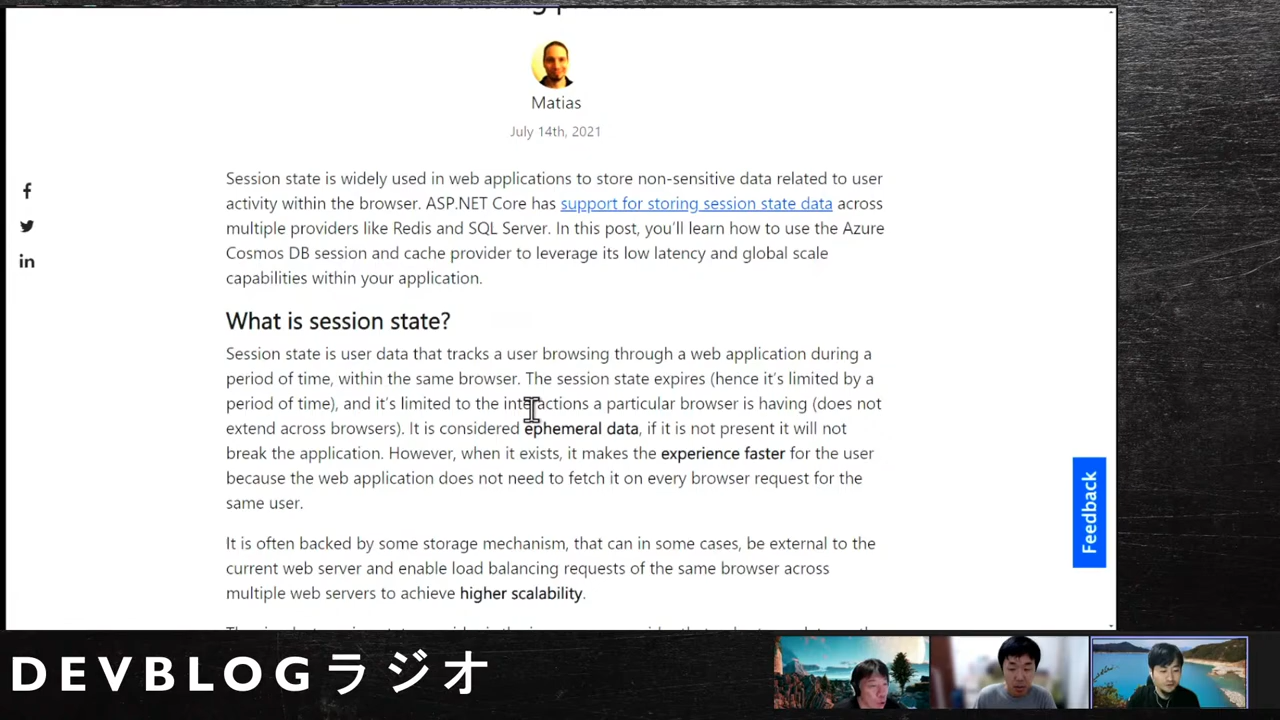 Matias
July 14th, 2021
Session state is widely used in web applications to store non-sensitive data related to user
activity within the browser. ASP.NET Core has support for storing session state data across
multiple providers like Redis and SQL Server. In this post, you'll learn how to use the Azure
Cosmos DB session and cache provider to leverage its low latency and global scale
capabilities within your application.
What is session state?
Session state is user data that tracks a user browsing through a web application during a
period of time, within the same browser. The session state expires (hence it's limited by a
period of time), and it's limited to the interactions a particular browser is having (does not
extend across browsers). It is considered ephemeral data, if it is not present it will not
break the application. However, when it exists, it makes the experience faster for the user
because the web application does not need to fetch it on every browser request for the
same user.
It is often backed by some storage mechanism, that can in some cases, be external to the
current web server and enable load balancing requests of the same browser across
multiple web servers to achieve higher scalability.
Feedback
DEVBLOGラジオ